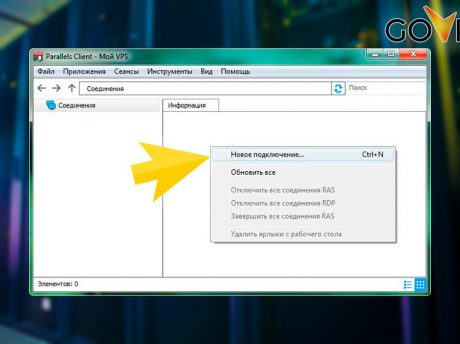 Parallels Client - Мой VPS
Файл Приложения Сеансы Инструменты Вид Помощь
Соединения Поиск
Соединения Информация
Новое подключение... Ctrl+N
Обновить все
Отключить все соединения RAS
Отключить все соединения RDP
Завершить все соединения RAS
Удалить ярлыки с рабочего стола
Элементов: 0